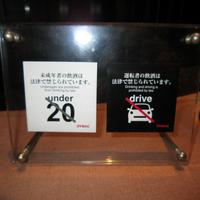 未成年者の飲酒は
法律で禁じられています。
Underages are prohibited
from drinking by law
under
20
運転者の飲酒は
法律で禁じられています。
Drinking and driving is
prohibited by law
drive